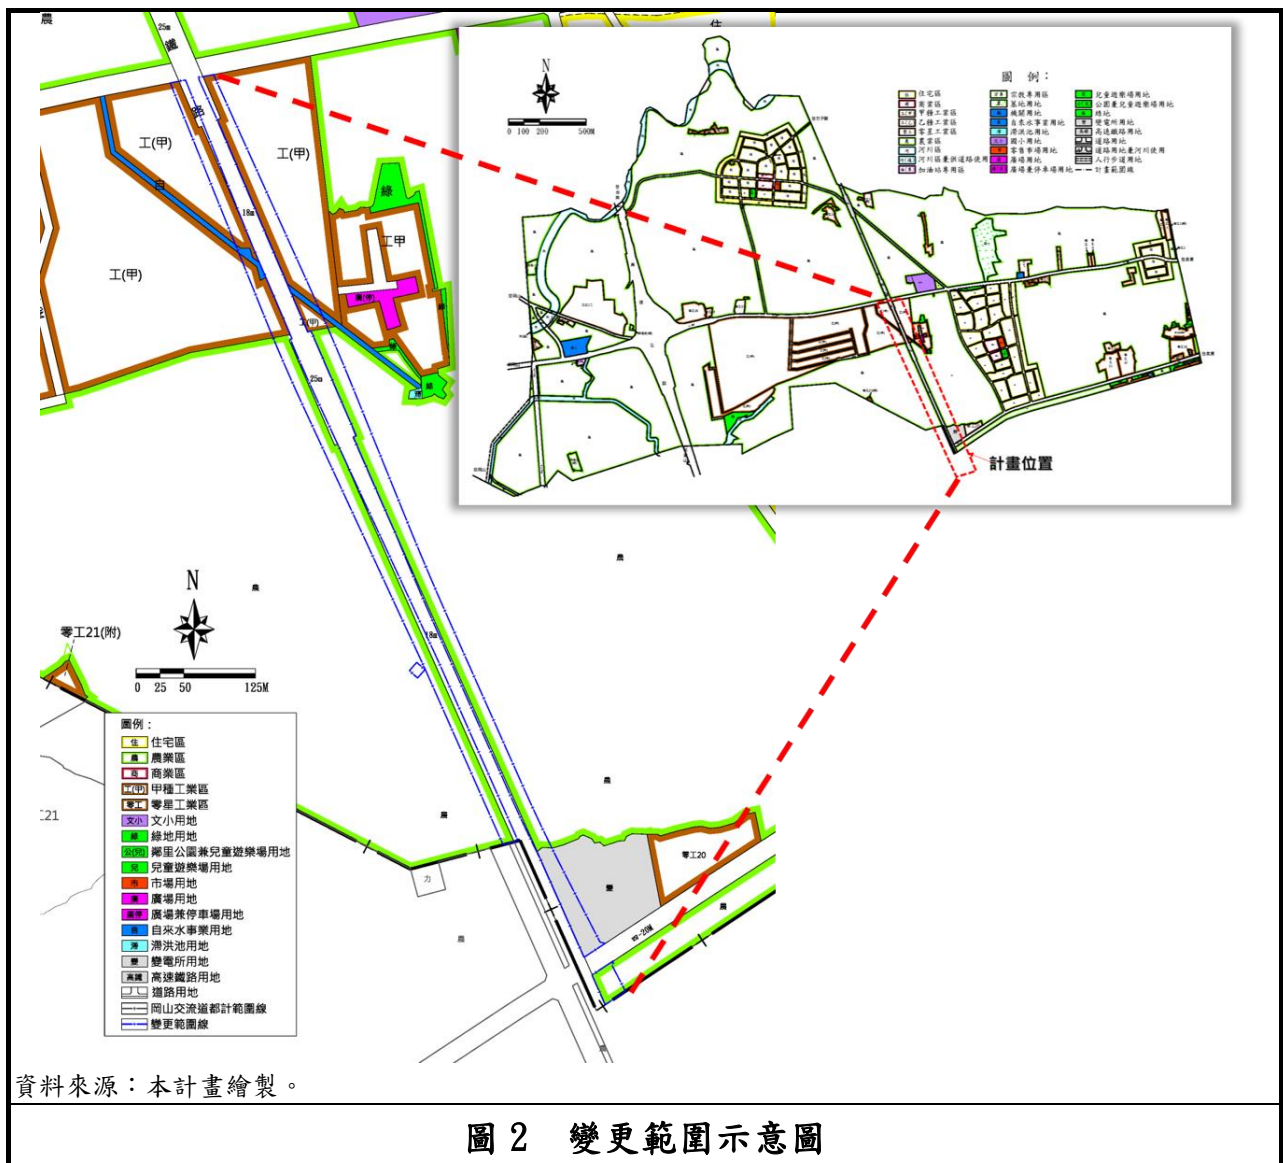 農
25m
鐵
路
住
工(甲)
工(甲)
自
綠
18m
工甲
工(甲)
廣(停)
工(甲)
綠
25m
綠
滯
N
0 100 200 500M
圖 例：
住宅區
商業區
甲種工業區
乙種工業區
零星工業區
農業區
河川區
河川區兼供道路使用
加油站專用區
宗教專用區
墓地用地
機關用地
自來水事業用地
滯洪池用地
國小用地
零售市場用地
廣場用地
廣場兼停車場用地
兒童遊樂場用地
公園兼兒童遊樂場用地
綠地
變電所用地
高速鐵路用地
道路用地
道路用地兼河川使用
人行步道用地
計畫範圍線
計畫位置
農
農
N
零工21(附)
0 25 50 125M
18m
農
農
零工20
變
農
四-20M
力
農
農
圖例：
住 住宅區
農 農業區
商 商業區
工(甲) 甲種工業區
零工 零星工業區
文小 文小用地
綠 綠地用地
公(兒) 鄰里公園兼兒童遊樂場用地
兒 兒童遊樂場用地
市 市場用地
廣 廣場用地
廣停 廣場兼停車場用地
自 自來水事業用地
滯 滯洪池用地
變 變電所用地
高鐵 高速鐵路用地
道路用地
岡山交流道都計範圍線
變更範圍線
資料來源：本計畫繪製。
圖 2 變更範圍示意圖